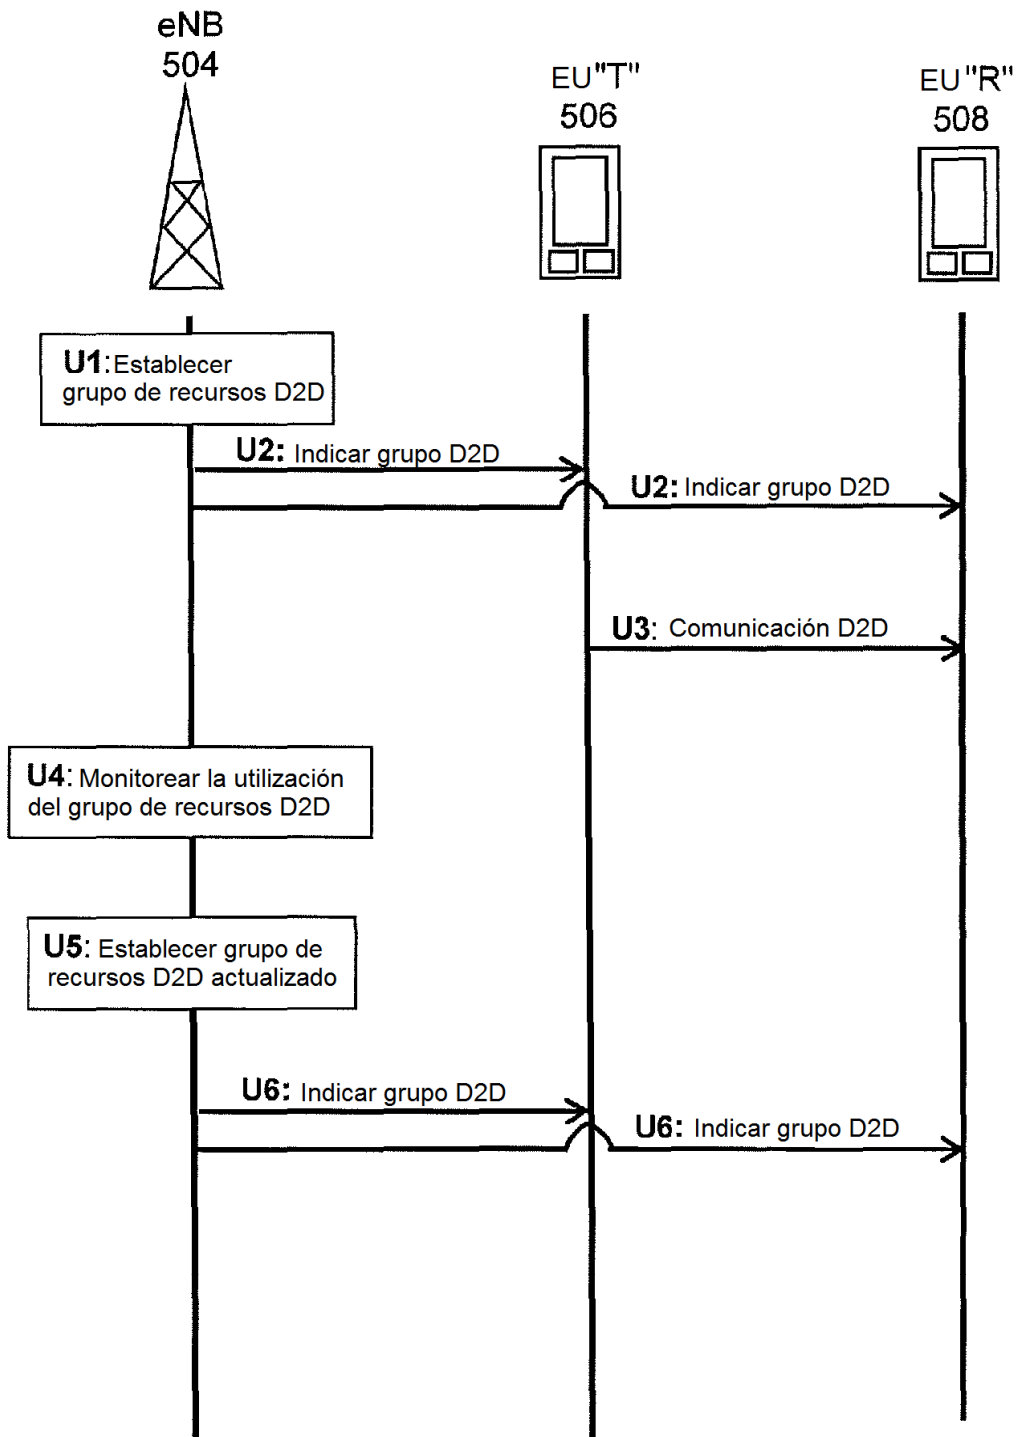 eNB
504
EU"T"
506
EU"R"
508
U1:Establecer
grupo de recursos D2D
U2: Indicar grupo D2D
U2: Indicar grupo D2D
U3: Comunicación D2D
U4: Monitorear la utilización
del grupo de recursos D2D
U5: Establecer grupo de
recursos D2D actualizado
U6: Indicar grupo D2D
U6: Indicar grupo D2D